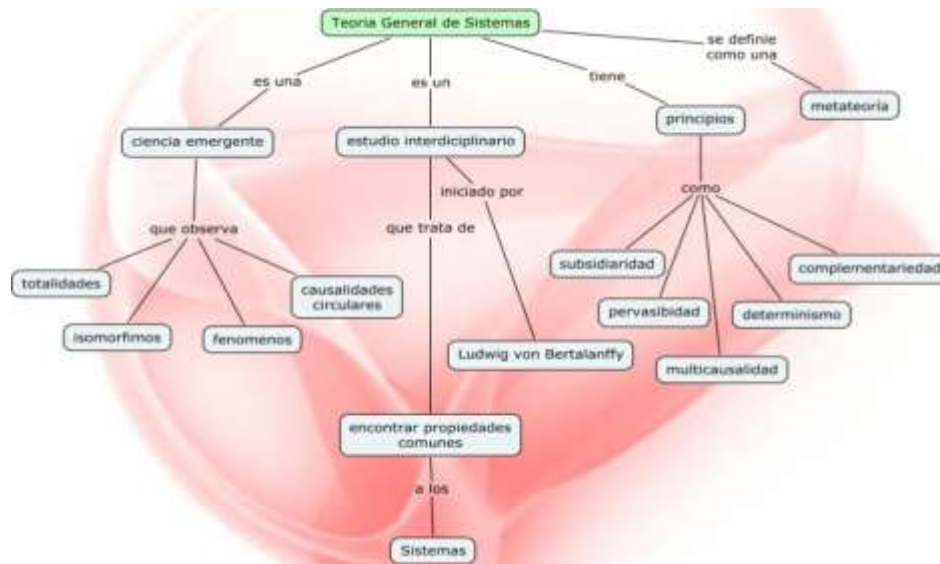 Teoria General de Sistemas
se definie
como una
es una
es un
tiene
metateoría
principios
ciencia emergente
estudio interdiciplinario
como
iniciado por
que observa
que trata de
subsidiaridad
complementariedad
totalidades
causalidades
circulares
pervasibidad
determinismo
isomorfimos
fenomenos
Ludwig von Bertalanffy
multicausalidad
encontrar propiedades
comunes
a los
Sistemas